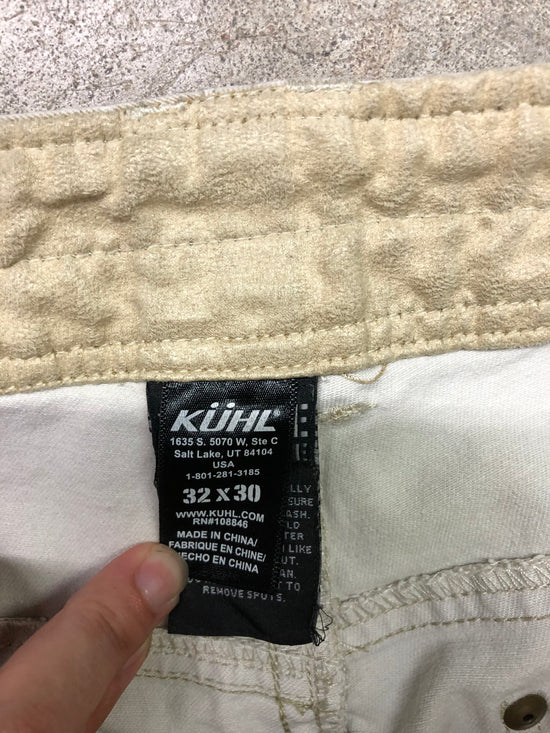 KÜHL
1635 S. 5070 W, Ste C
Salt Lake, UT 84104
USA
1-801-281-3185
32 x 30
WWW.KUHL.COM
RN#108846
MADE IN CHINA/
FABRIQUE EN CHINE/
HECHO EN CHINA
LIKE
REMOVE SPOTS.